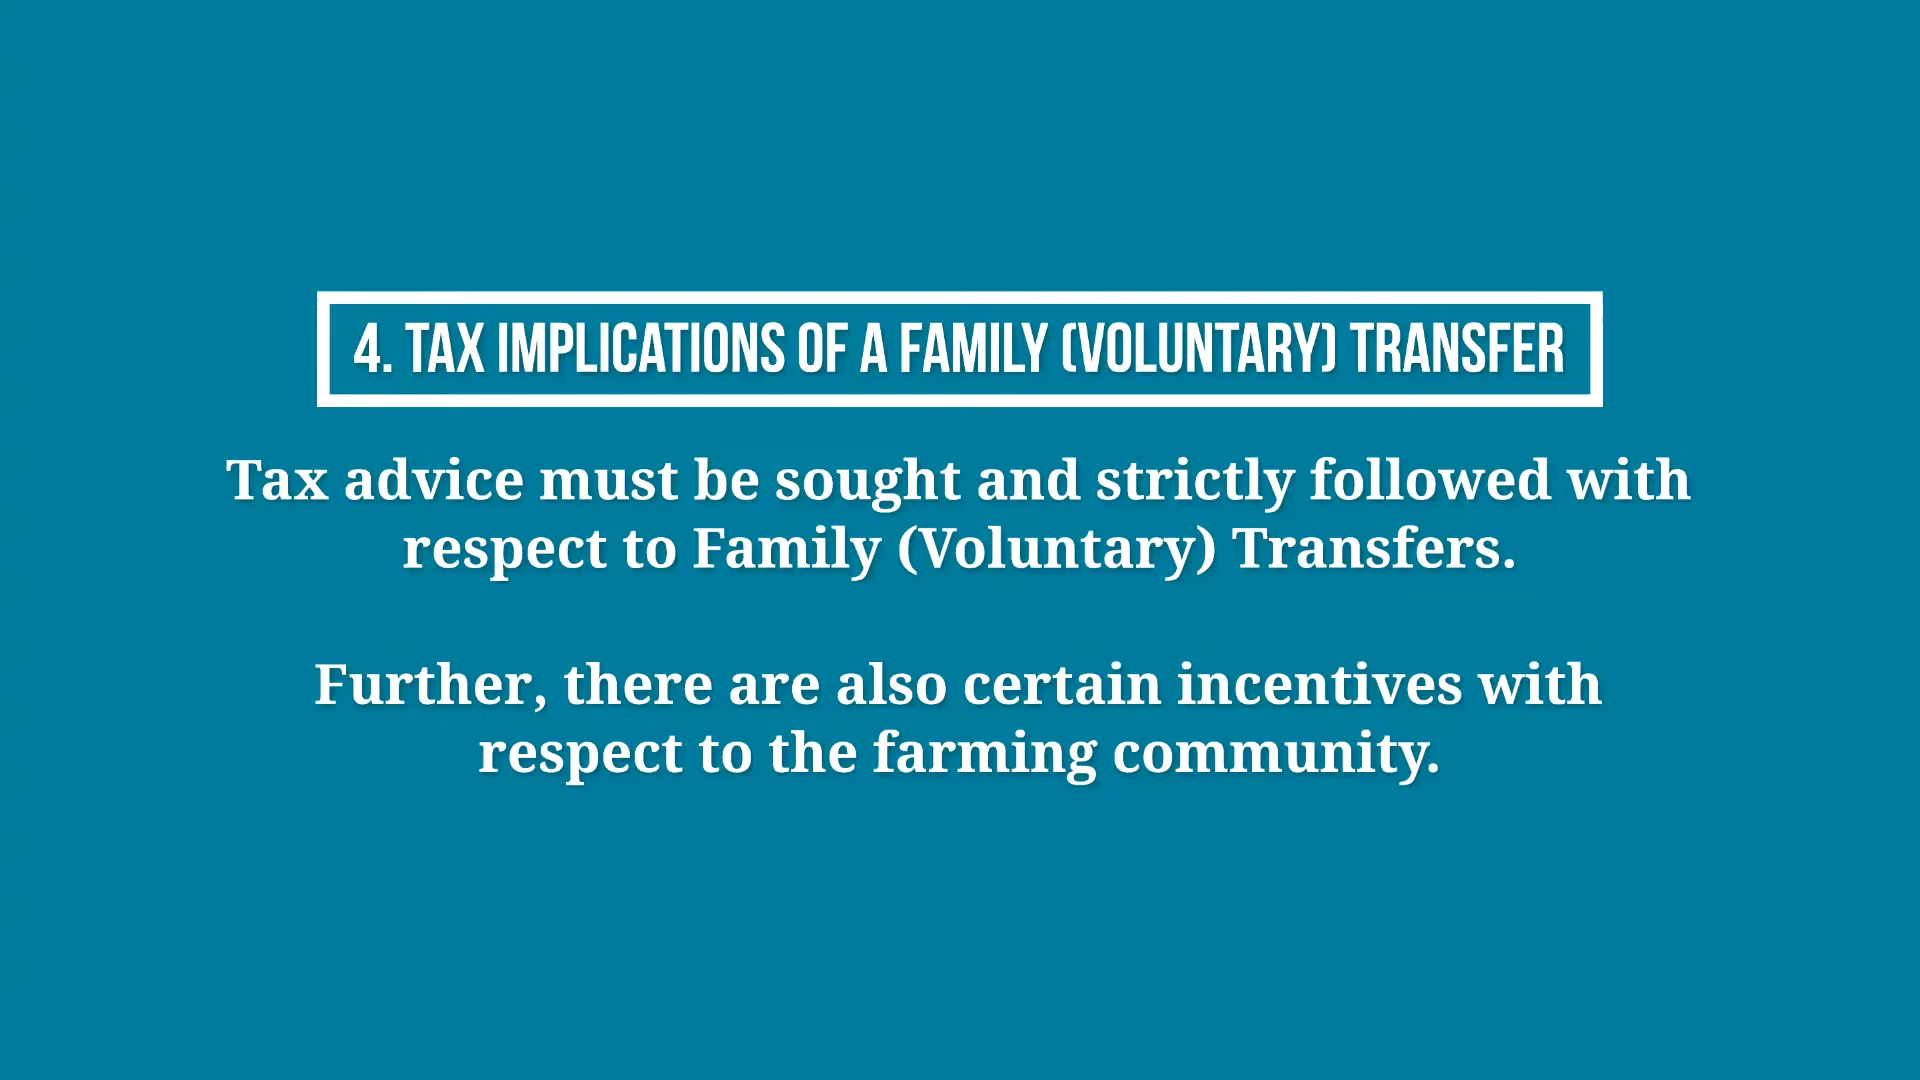 4. TAX IMPLICATIONS OF A FAMILY (VOLUNTARY) TRANSFER
Tax advice must be sought and strictly followed with
respect to Family (Voluntary) Transfers.
Further, there are also certain incentives with
respect to the farming community.